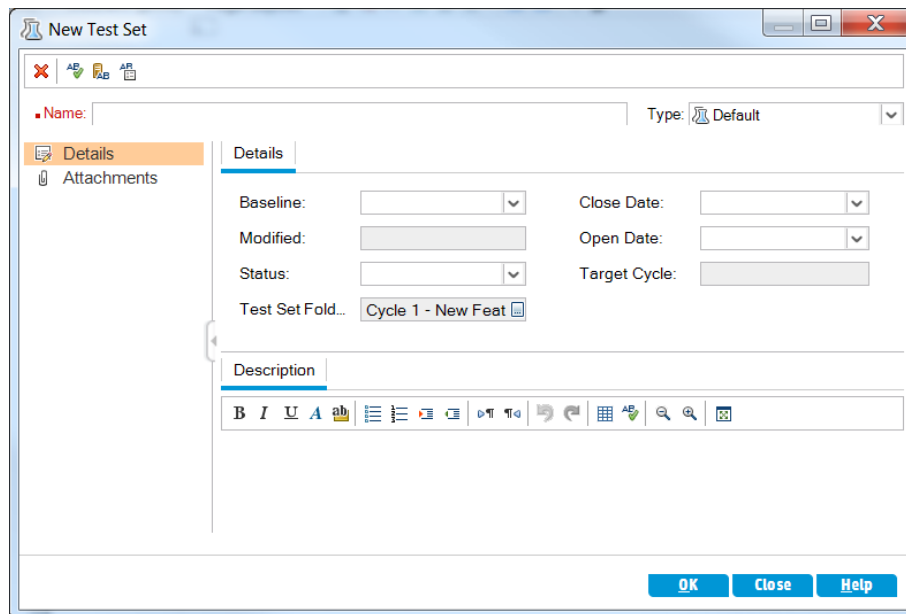 New Test Set
Name: Type: Default
Details
Attachments
Details
Baseline: Close Date:
Modified: Open Date:
Status: Target Cycle:
Test Set Fold... Cycle 1 - New Feat
Description
B I U A ab
OK Close Help